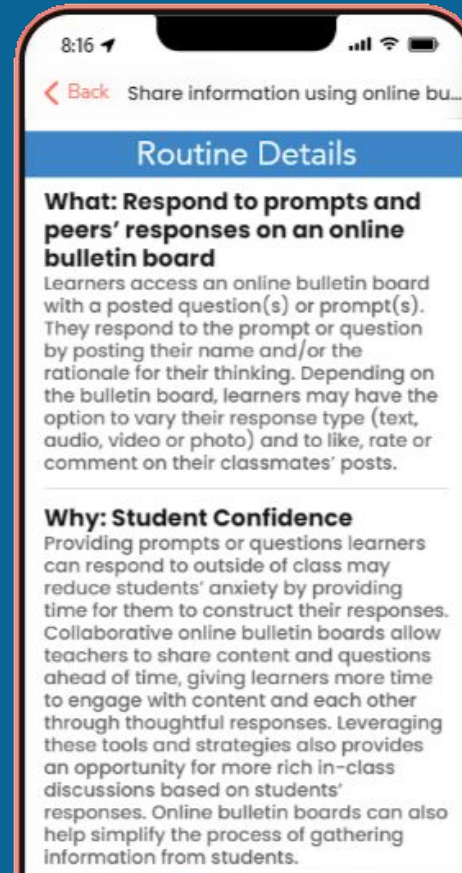 8:16
Back Share information using online bu...
Routine Details
What: Respond to prompts and
peers' responses on an online
bulletin board
Learners access an online bulletin board
with a posted question(s) or prompt(s).
They respond to the prompt or question
by posting their name and/or the
rationale for their thinking. Depending on
the bulletin board, learners may have the
option to vary their response type (text,
audio, video or photo) and to like, rate or
comment on their classmates' posts.
Why: Student Confidence
Providing prompts or questions learners
can respond to outside of class may
reduce students' anxiety by providing
time for them to construct their responses.
Collaborative online bulletin boards allow
teachers to share content and questions
ahead of time, giving learners more time
to engage with content and each other
through thoughtful responses. Leveraging
these tools and strategies also provides
an opportunity for more rich in-class
discussions based on students'
responses. Online bulletin boards can also
help simplify the process of gathering
information from students.